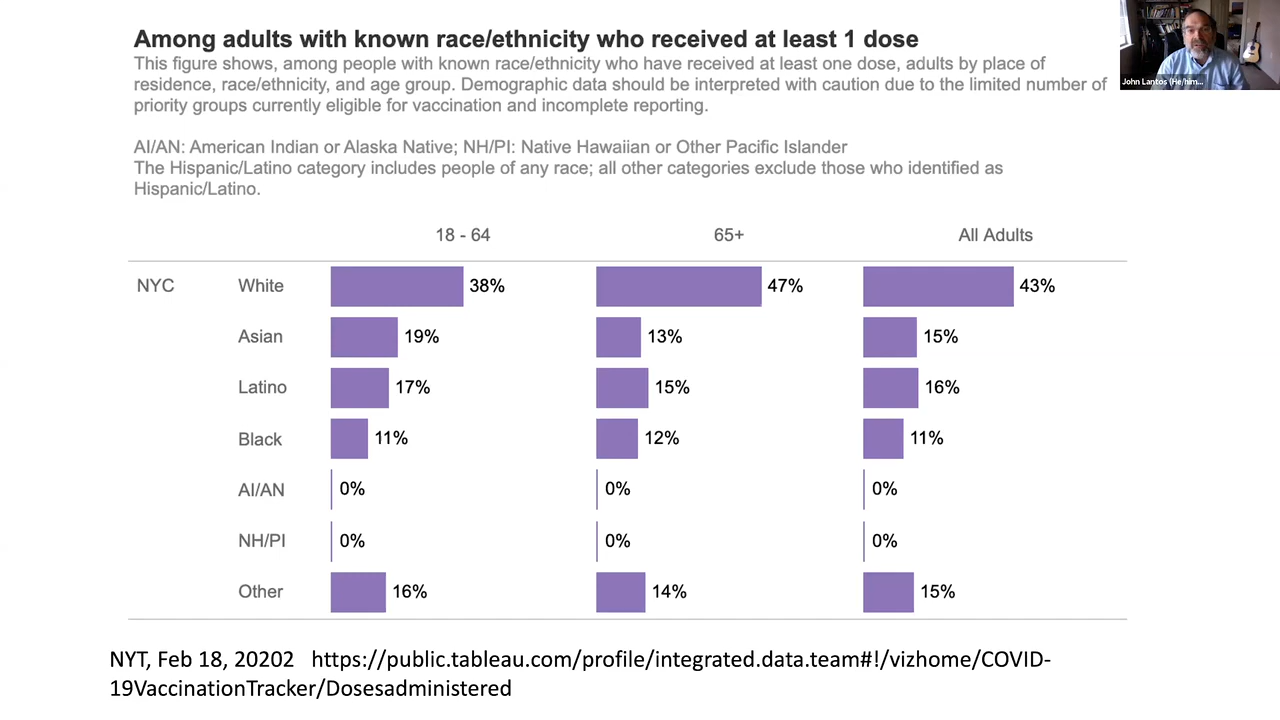 Among adults with known race/ethnicity who received at least 1 dose
This figure shows, among people with known race/ethnicity who have received at least one dose, adults by place of
residence, race/ethnicity, and age group. Demographic data should be interpreted with caution due to the limited number of
priority groups currently eligible for vaccination and incomplete reporting.
John Lantos (He/him...
AI/AN: American Indian or Alaska Native; NH/PI: Native Hawaiian or Other Pacific Islander
The Hispanic/Latino category includes people of any race; all other categories exclude those who identified as
Hispanic/Latino.
18 - 64 65+ All Adults
NYC White 38% 47% 43%
Asian 19% 13% 15%
Latino 17% 15% 16%
Black 11% 12% 11%
AI/AN 0% 0% 0%
NH/PI 0% 0% 0%
Other 16% 14% 15%
NYT, Feb 18, 20202 https://public.tableau.com/profile/integrated.data.team#!/vizhome/COVID-
19VaccinationTracker/Dosesadministered